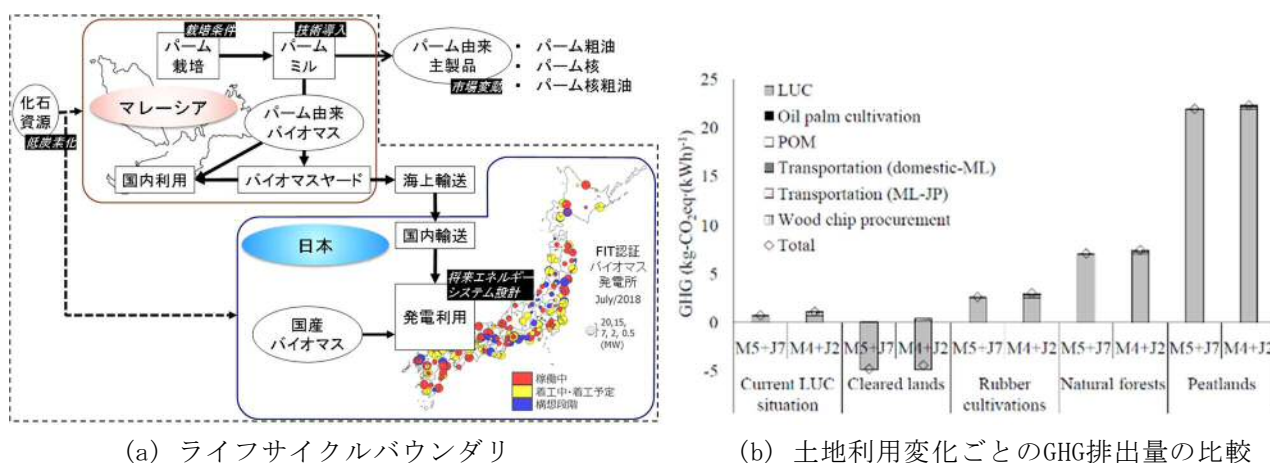 栽培条件
技術導入
パーム
栽培
パーム
ミル
パーム由来
主製品
市場変動
・ パーム粗油
・ パーム核
・ パーム核粗油
化石
資源
低炭素化
マレーシア
パーム由来
バイオマス
国内利用
バイオマスヤード
海上輸送
日本
国内輸送
将来エネルギー
システム設計
国産
バイオマス
発電利用
FIT認証
バイオマス
発電所
July/2018
20,15,
7, 2, 0.5
(MW)
稼働中
着工中・着工予定
構想段階
(a) ライフサイクルバウンダリ
GHG (kg-CO2eq·(kWh)-1)
25
20
15
10
5
0
-5
LUC
Oil palm cultivation
POM
Transportation (domestic-ML)
Transportation (ML-JP)
Wood chip procurement
Total
M5+J7 M4+J2 M5+J7 M4+J2 M5+J7 M4+J2 M5+J7 M4+J2 M5+J7 M4+J2
Current LUC situation
Cleared lands
Rubber cultivations
Natural forests
Peatlands
(b) 土地利用変化ごとのGHG排出量の比較